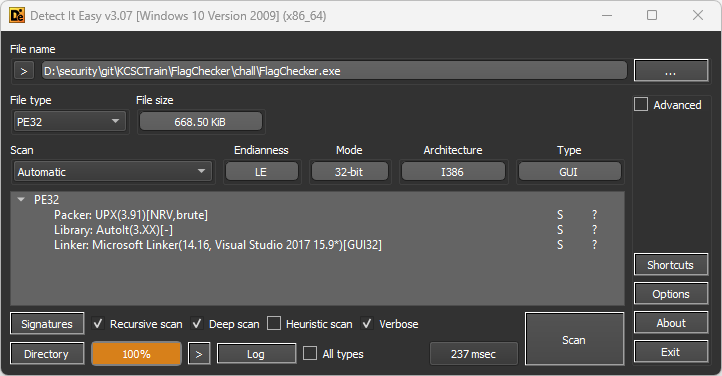 Detect It Easy v3.07 [Windows 10 Version 2009] (x86_64)
File name
> D:\security\git\KCSCTrain\FlagChecker\chall\FlagChecker.exe ...
File type File size Advanced
PE32 668.50 KiB
Scan Endianness Mode Architecture Type
Automatic LE 32-bit I386 GUI
PE32
Packer: UPX(3.91)[NRV,brute] S ?
Library: AutoIt(3.XX)[-] S ?
Linker: Microsoft Linker(14.16, Visual Studio 2017 15.9*)[GUI32] S ?
Shortcuts
Options
Signatures Recursive scan Deep scan Heuristic scan Verbose Scan About
Directory 100% > Log All types 237 msec Exit